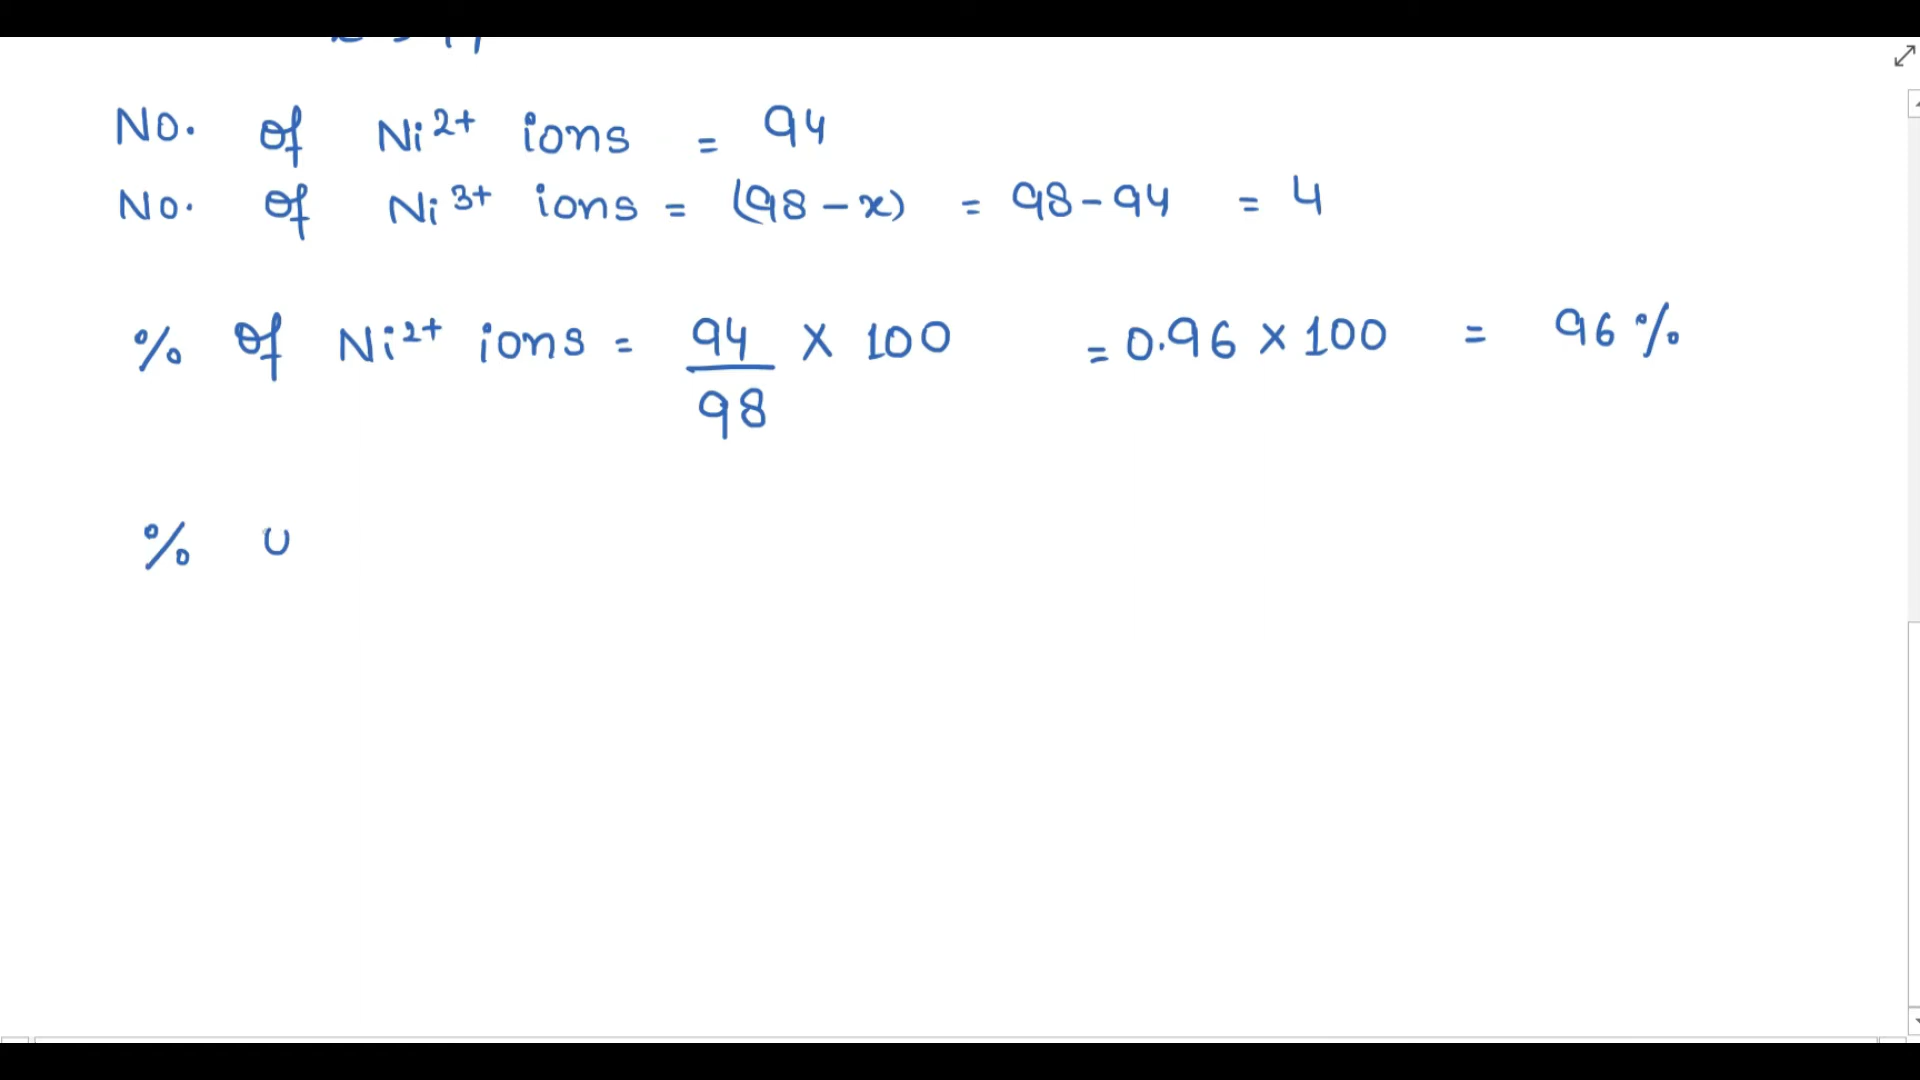 No. of Ni²⁺ ions = 94
No. of Ni³⁺ ions = (98 – x) = 98 - 94 = 4
% of Ni²⁺ ions = 94/98 × 100 = 0.96 × 100 = 96 %
%